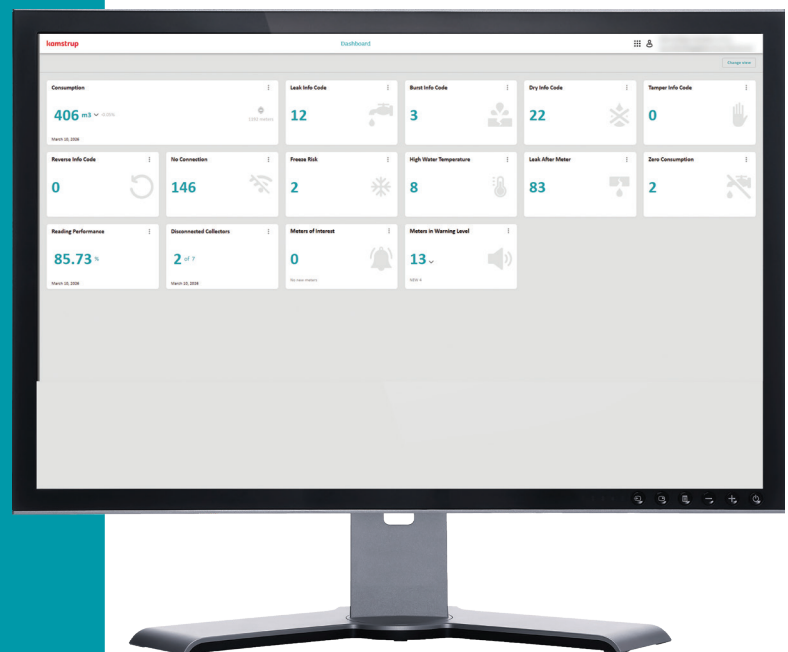 kamstrup
Dashboard
Change view
Consumption
406 m3
March 10, 2026
Leak Info Code
12
Burst Info Code
3
Dry Info Code
22
Tamper Info Code
0
Reverse Info Code
0
No Connection
146
Freeze Risk
2
High Water Temperature
8
Leak After Meter
83
Zero Consumption
2
Reading Performance
85.73 %
March 10, 2026
Disconnected Collectors
2 of 7
March 10, 2026
Meters of Interest
0
No new meters
Meters in Warning Level
13